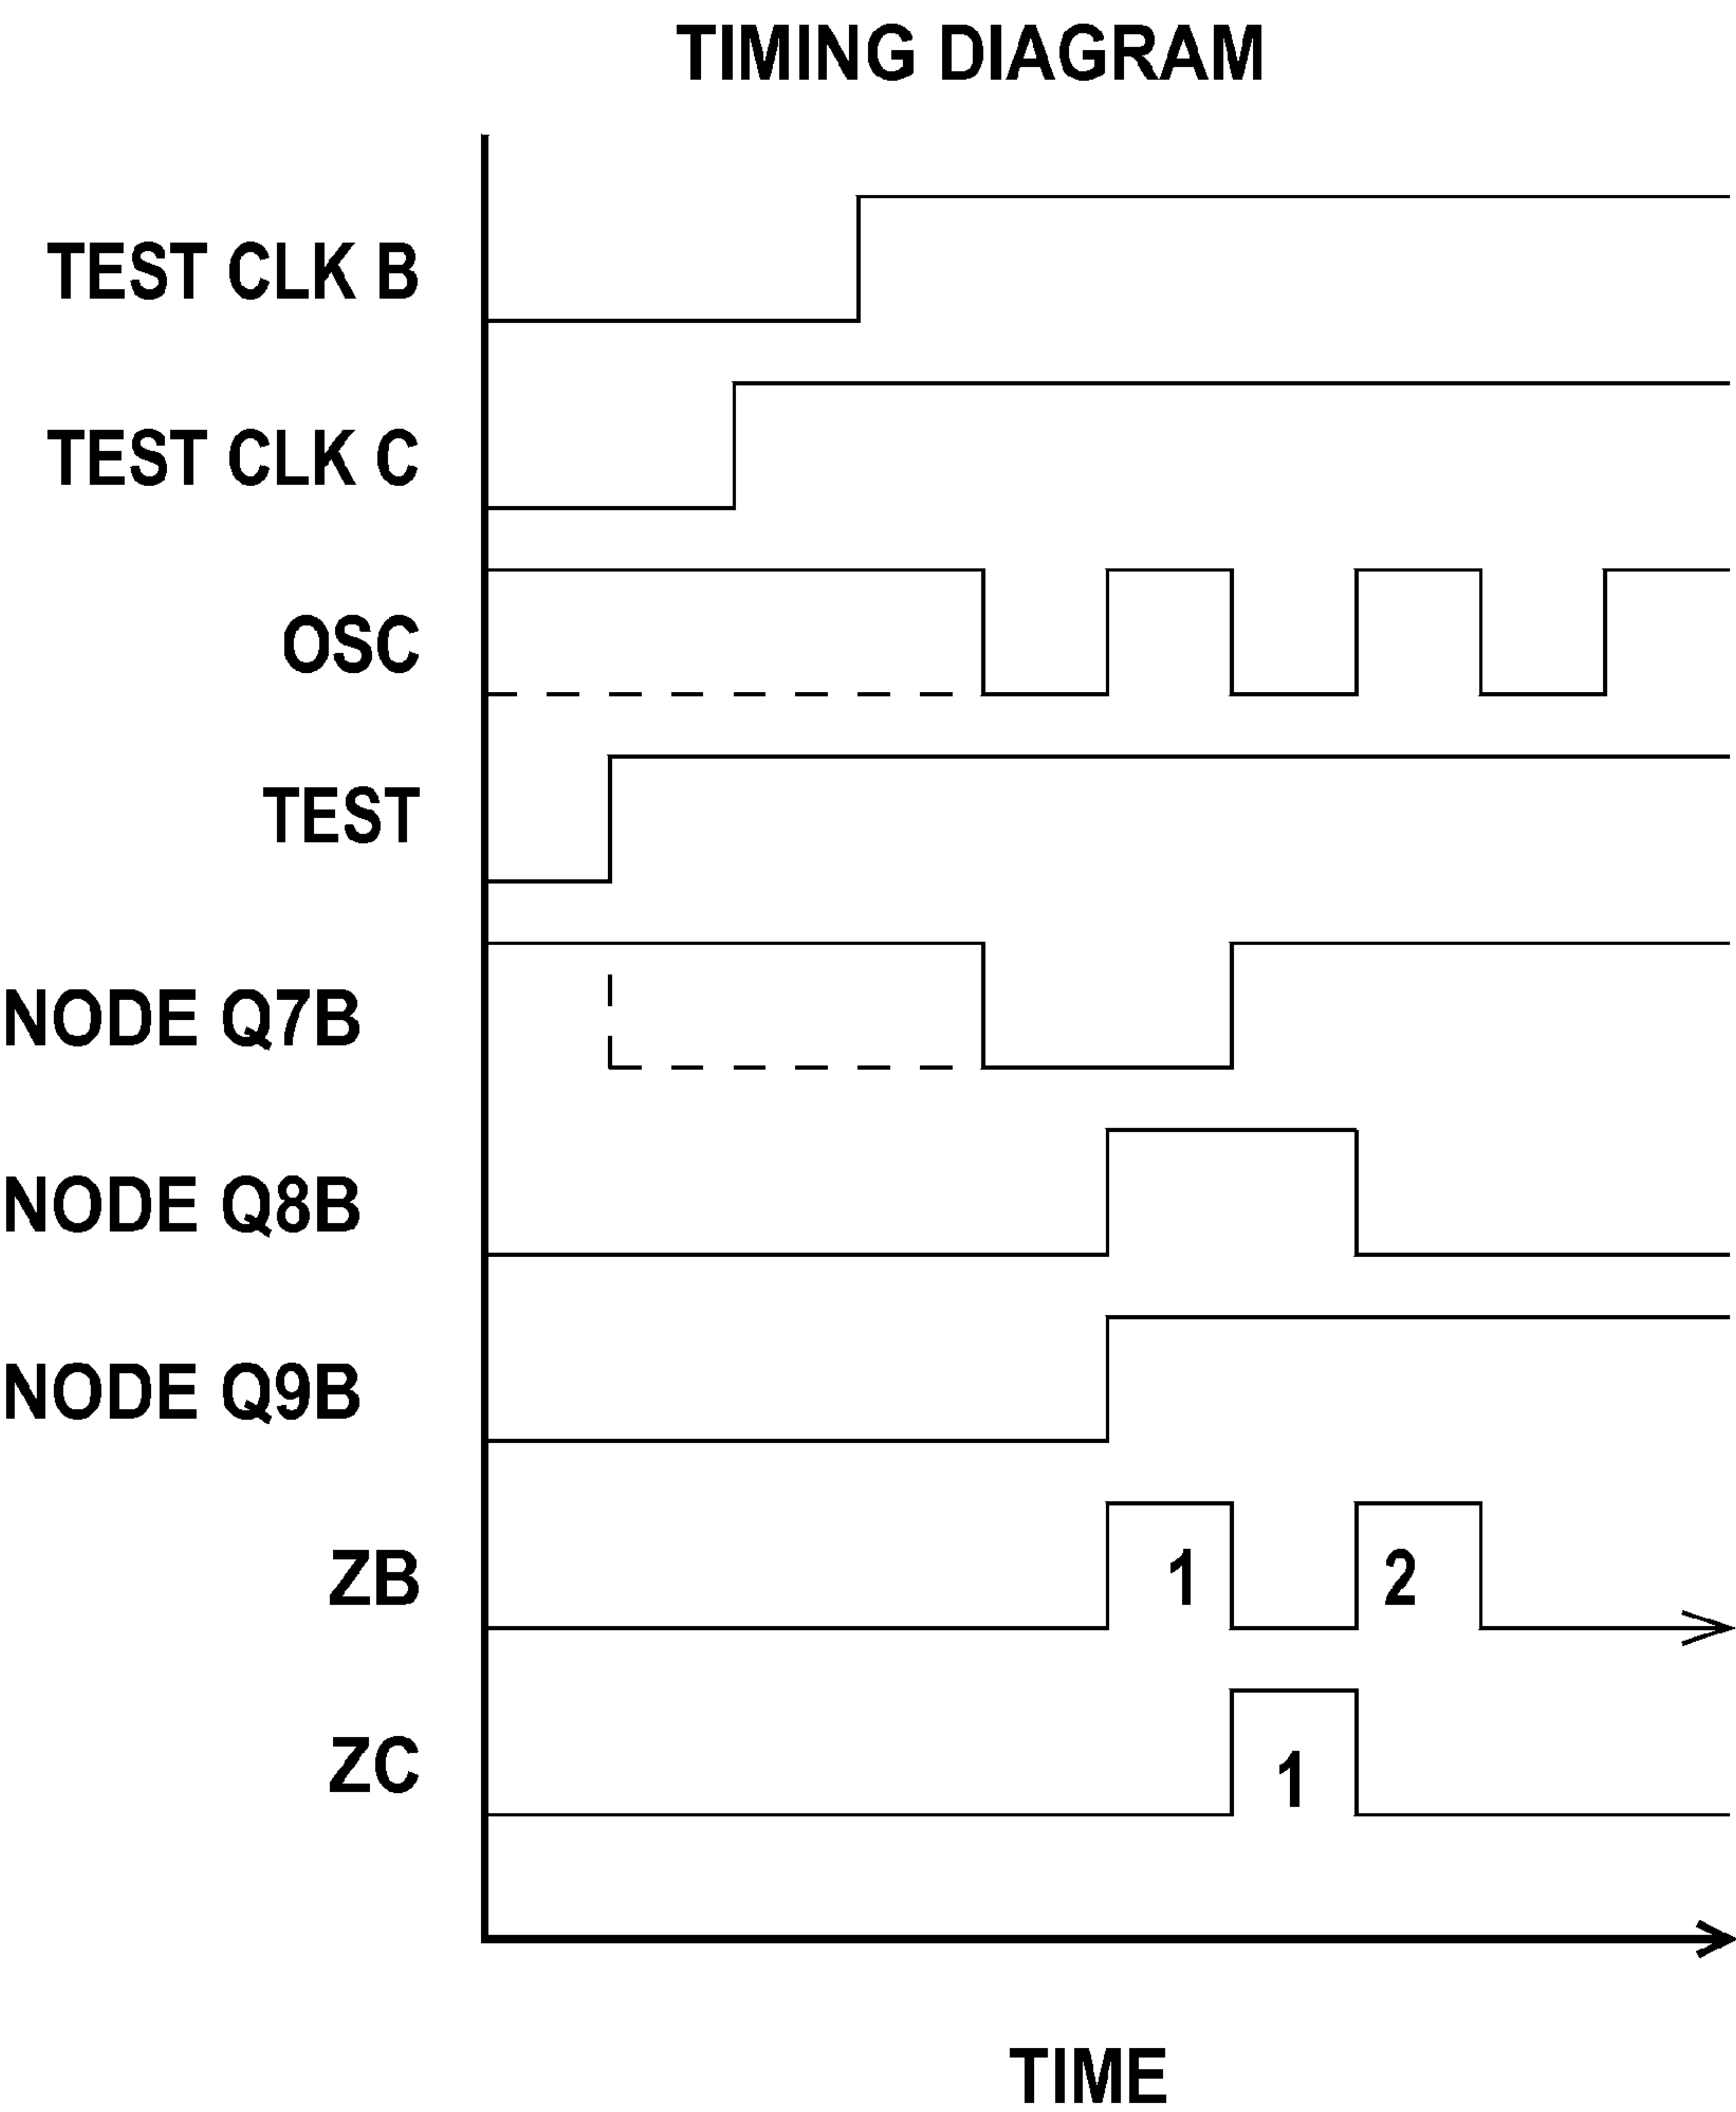 TIMING DIAGRAM
TEST CLK B
TEST CLK C
OSC
TEST
NODE Q7B
NODE Q8B
NODE Q9B
ZB 1 2
ZC 1
TIME